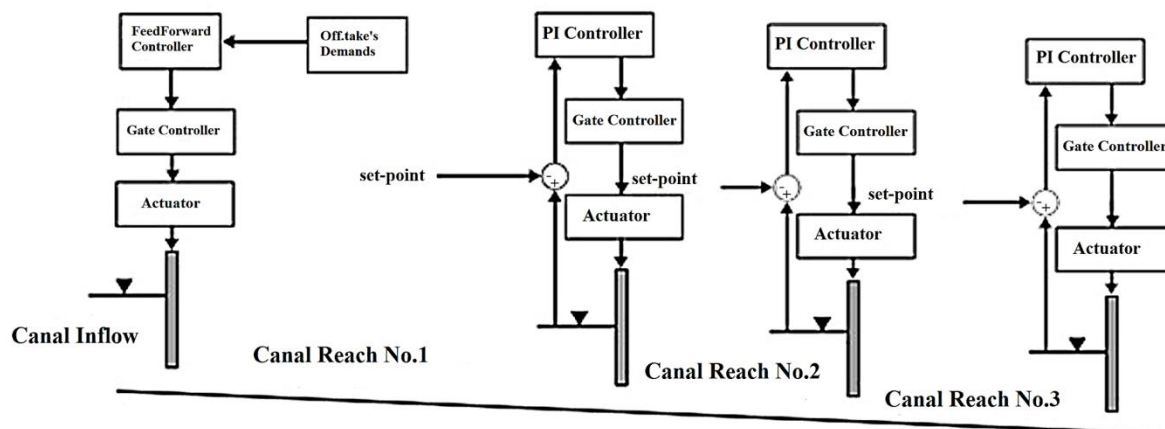 FeedForward
Controller
Off.take's
Demands
Gate Controller
Actuator
Canal Inflow
Canal Reach No.1
PI Controller
Gate Controller
set-point
-
+
Actuator
Canal Reach No.2
PI Controller
Gate Controller
set-point
-
+
Actuator
Canal Reach No.3
PI Controller
Gate Controller
set-point
-
+
Actuator